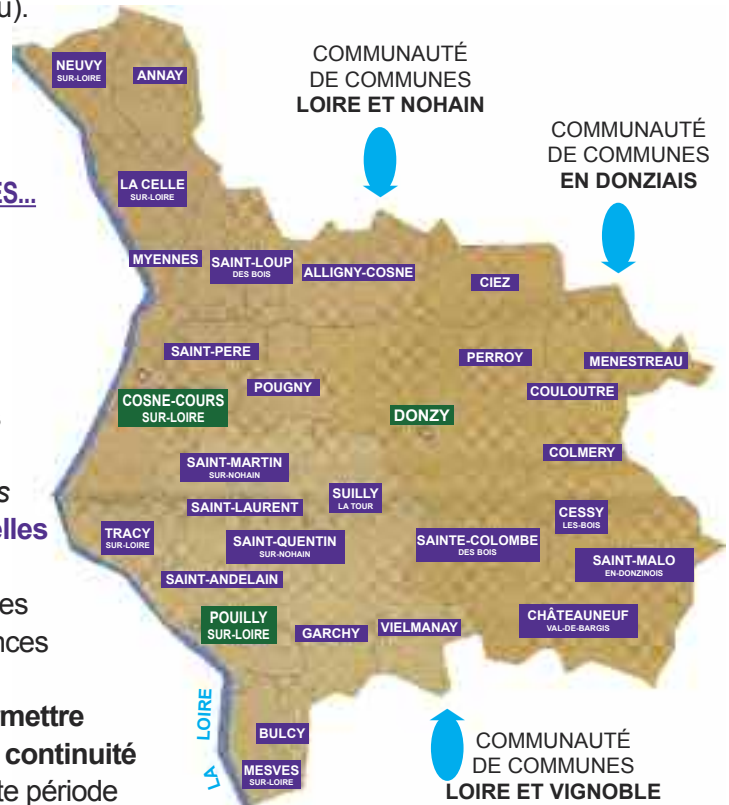 u).
COMMUNAUTÉ
DE COMMUNES
LOIRE ET NOHAIN
COMMUNAUTÉ
DE COMMUNES
EN DONZIAIS
NEUVY
SUR-LOIRE
ANNAY
LA CELLE
SUR-LOIRE
ES...
MYENNES
SAINT-LOUP
DES BOIS
ALLIGNY-COSNE
CIEZ
SAINT-PERE
PERROY
MENESTREAU
POUGNY
COULOUTRE
COSNE-COURS
SUR-LOIRE
DONZY
COLMERY
SAINT-MARTIN
SUR-NOHAIN
s
SUILLY
LA TOUR
SAINT-LAURENT
CESSY
LES-BOIS
elles
TRACY
SUR-LOIRE
SAINT-QUENTIN
SUR-NOHAIN
SAINTE-COLOMBE
DES BOIS
SAINT-MALO
EN-DONZINOIS
SAINT-ANDELAIN
es
nces
POUILLY
SUR-LOIRE
GARCHY
VIELMANAY
CHÂTEAUNEUF
VAL-DE-BARGIS
mettre
continuité
te période
LA LOIRE
BULCY
MESVES
SUR-LOIRE
COMMUNAUTÉ
DE COMMUNES
LOIRE ET VIGNOBLE